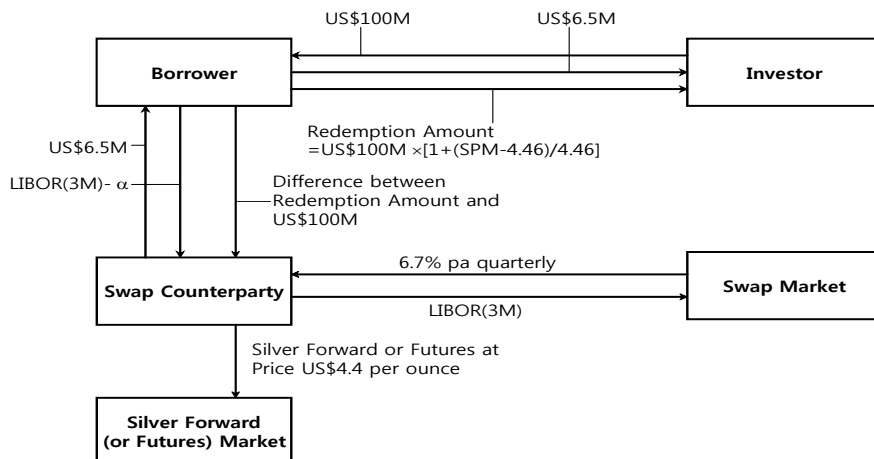 US$100M
US$6.5M
Borrower
Investor
Redemption Amount
=US$100M ×[1+(SPM-4.46)/4.46]
US$6.5M
LIBOR(3M)- α
Difference between
Redemption Amount and
US$100M
6.7% pa quarterly
Swap Counterparty
Swap Market
LIBOR(3M)
Silver Forward or Futures at
Price US$4.4 per ounce
Silver Forward
(or Futures) Market